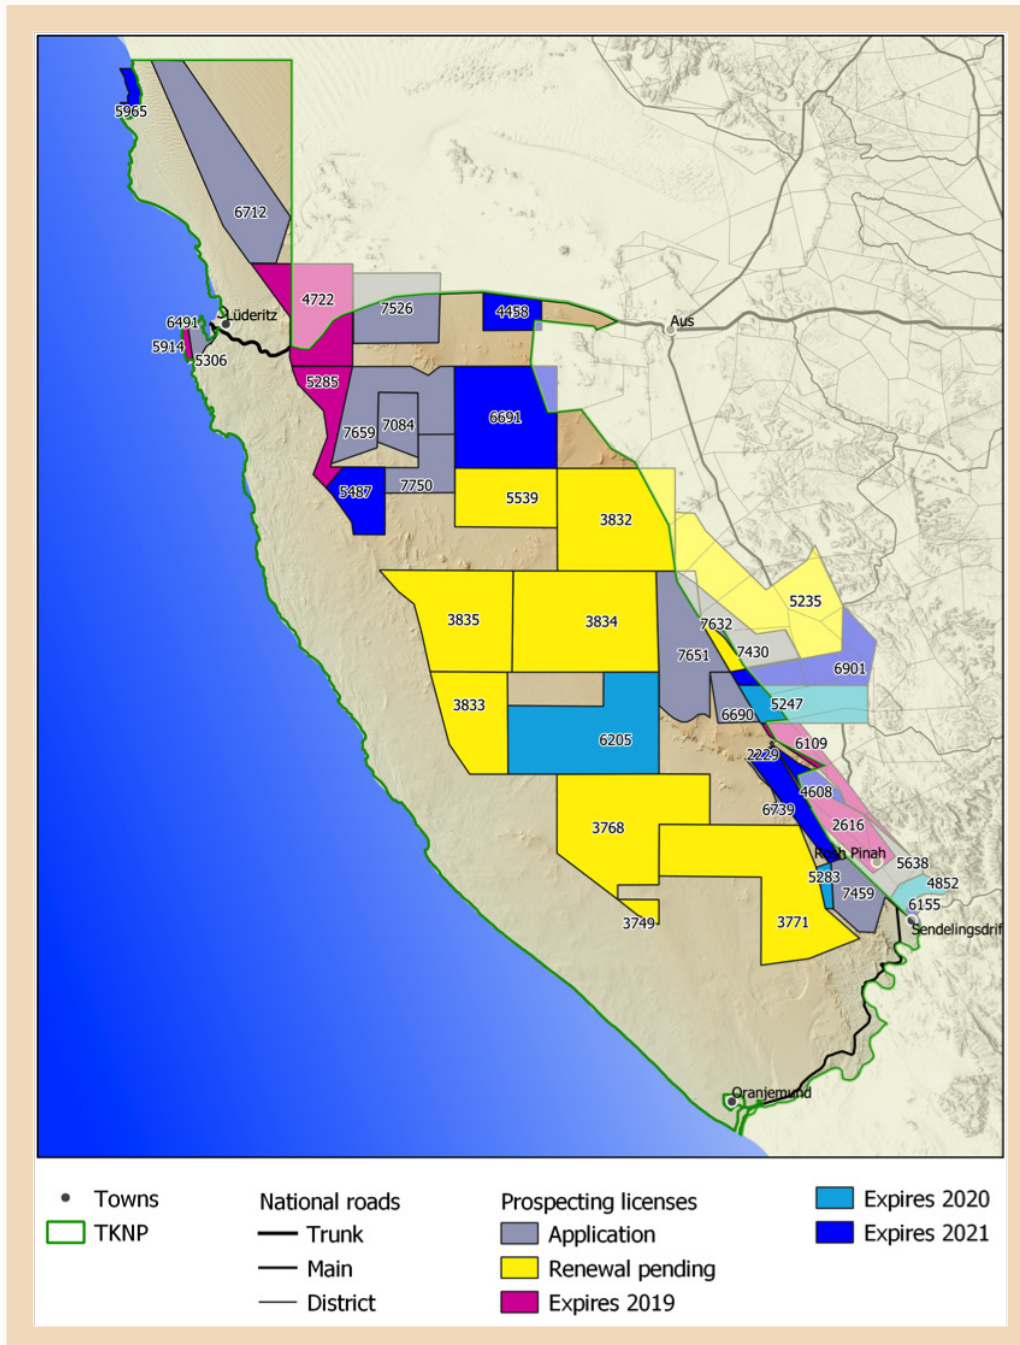 5965
6712
4722
7526
4458
Lüderitz
6491
Aus
5914
5306
5285
6691
7084
7659
5487
7750
5539
3832
5235
3835
3834
7632
7651
7430
6901
3833
6690
5247
6205
6109
2229
4608
6739
3768
2616
Rosh Pinah
5638
5283
4852
7459
6155
3749
3771
Sendelingsdrif
Oranjemund
Towns
TKNP
National roads
Trunk
Main
District
Prospecting licenses
Application
Renewal pending
Expires 2019
Expires 2020
Expires 2021